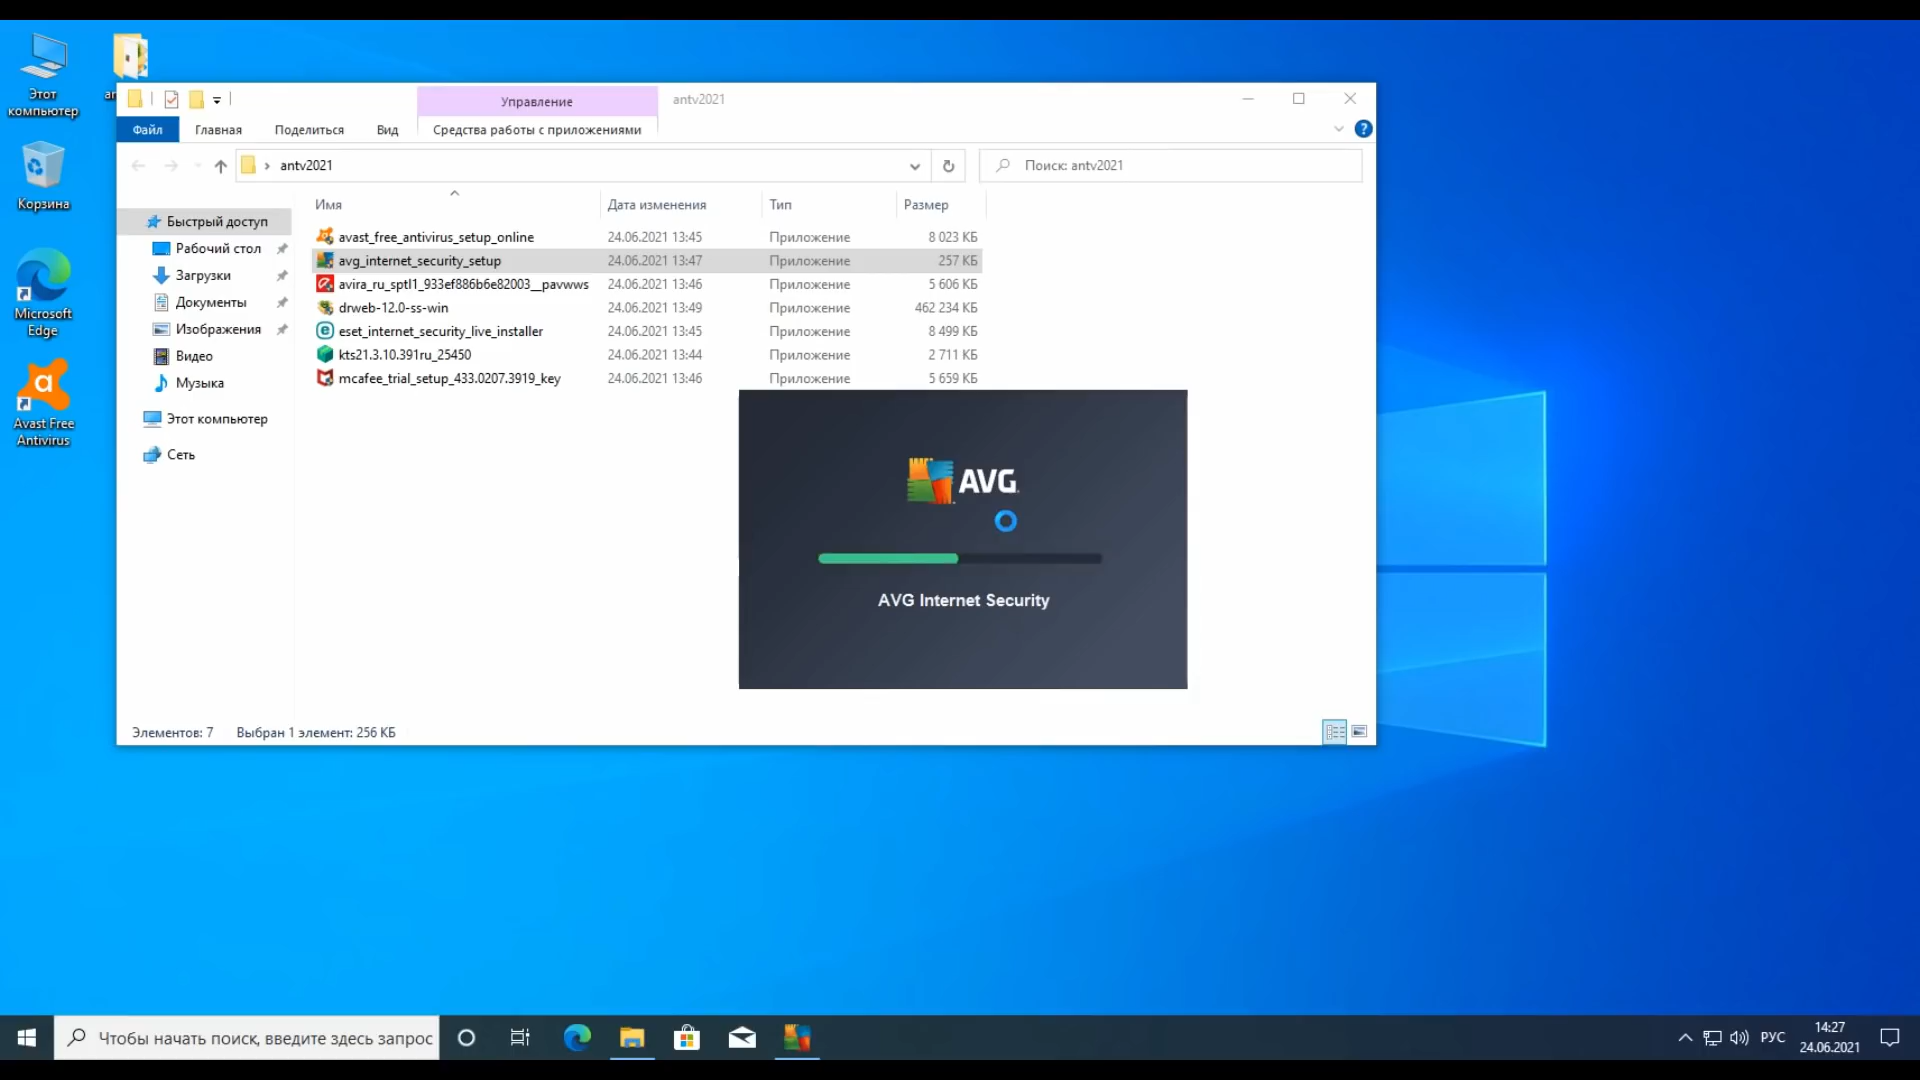 Этот
компьютер
Корзина
Microsoft
Edge
Avast Free
Antivirus
Управление
antv2021
Файл
Главная
Поделиться
Вид
Средства работы с приложениями
antv2021
Поиск: antv2021
Быстрый доступ
Рабочий стол
Загрузки
Документы
Изображения
Видео
Музыка
Этот компьютер
Сеть
Имя Дата изменения Тип Размер
avast_free_antivirus_setup_online 24.06.2021 13:45 Приложение 8 023 КБ
avg_internet_security_setup 24.06.2021 13:47 Приложение 257 КБ
avira_ru_sptl1_933ef886b6e82003__pavwws 24.06.2021 13:46 Приложение 5 606 КБ
drweb-12.0-ss-win 24.06.2021 13:49 Приложение 462 234 КБ
eset_internet_security_live_installer 24.06.2021 13:45 Приложение 8 499 КБ
kts21.3.10.391ru_25450 24.06.2021 13:44 Приложение 2 711 КБ
mcafee_trial_setup_433.0207.3919_key 24.06.2021 13:46 Приложение 5 659 КБ
AVG
AVG Internet Security
Элементов: 7 Выбран 1 элемент: 256 КБ
Чтобы начать поиск, введите здесь запрос
РУС
14:27
24.06.2021